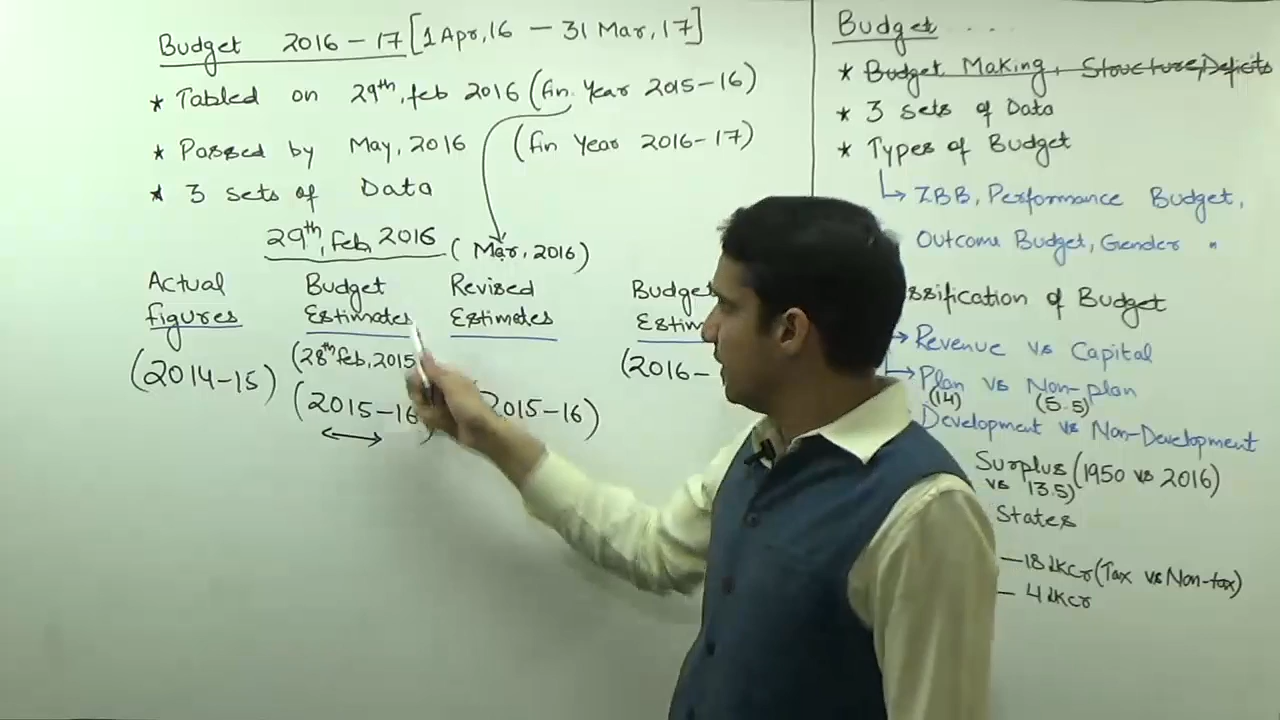 Budget 2016-17 [1 Apr, 16 - 31 Mar, 17]
* Tabled on 29th, feb 2016 (fin. Year 2015-16)
* Passed by May, 2016 (fin Year 2016-17)
* 3 sets of Data
29th, Feb, 2016 (Mar, 2016)
Actual Budget Revised Budget
figures Estimates Estimates
(28th feb, 2015
(2014-15) (2015-16 2015-16) (2016-
Budget ...
* Budget Making, Structure, Deficits
* 3 sets of Data
* Types of Budget
ZBB, Performance Budget,
Outcome Budget, Gender "
ssification of Budget
Revenue vs Capital
Plan vs Non-plan
(14) (5.5)
Development vs Non-Development
Surplus (1950 vs 2016)
vs 13.5)
States
- 18 LKCr (Tax vs Non-tax)
- 4 LKCr